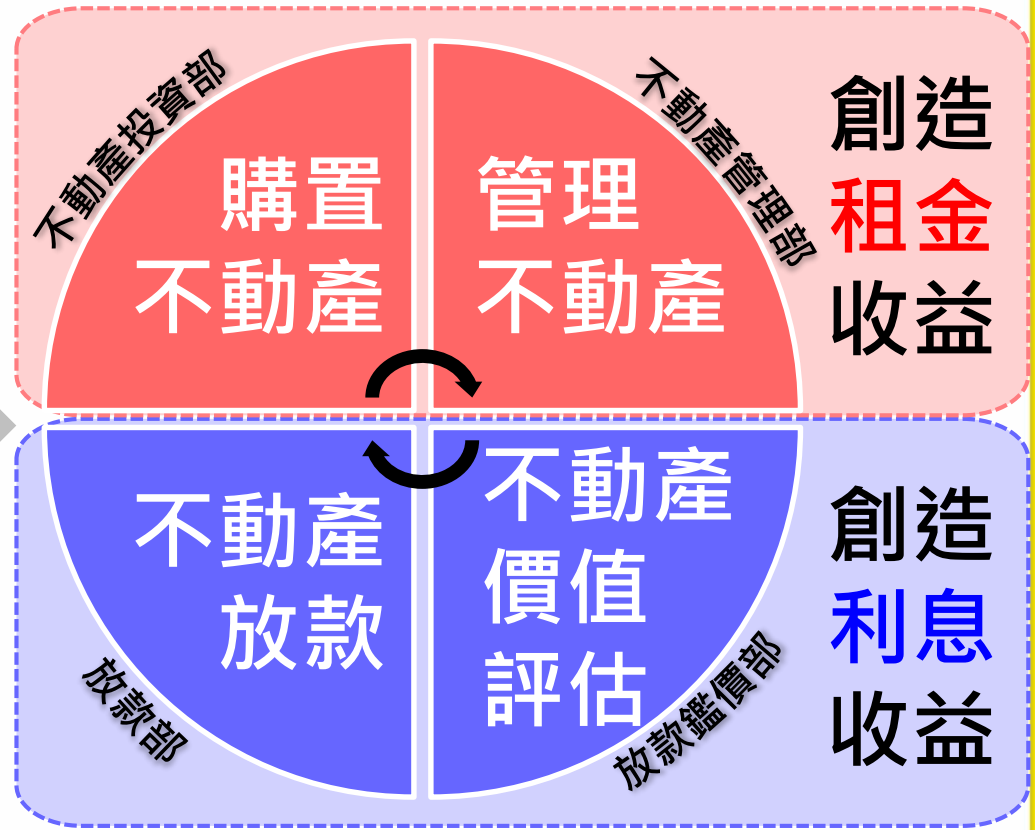 不動產投資部
購置
不動產
不動產管理部
管理
不動產
創造
租金
收益
放款部
不動產
放款
放款鑑價部
不動產
價值
評估
創造
利息
收益